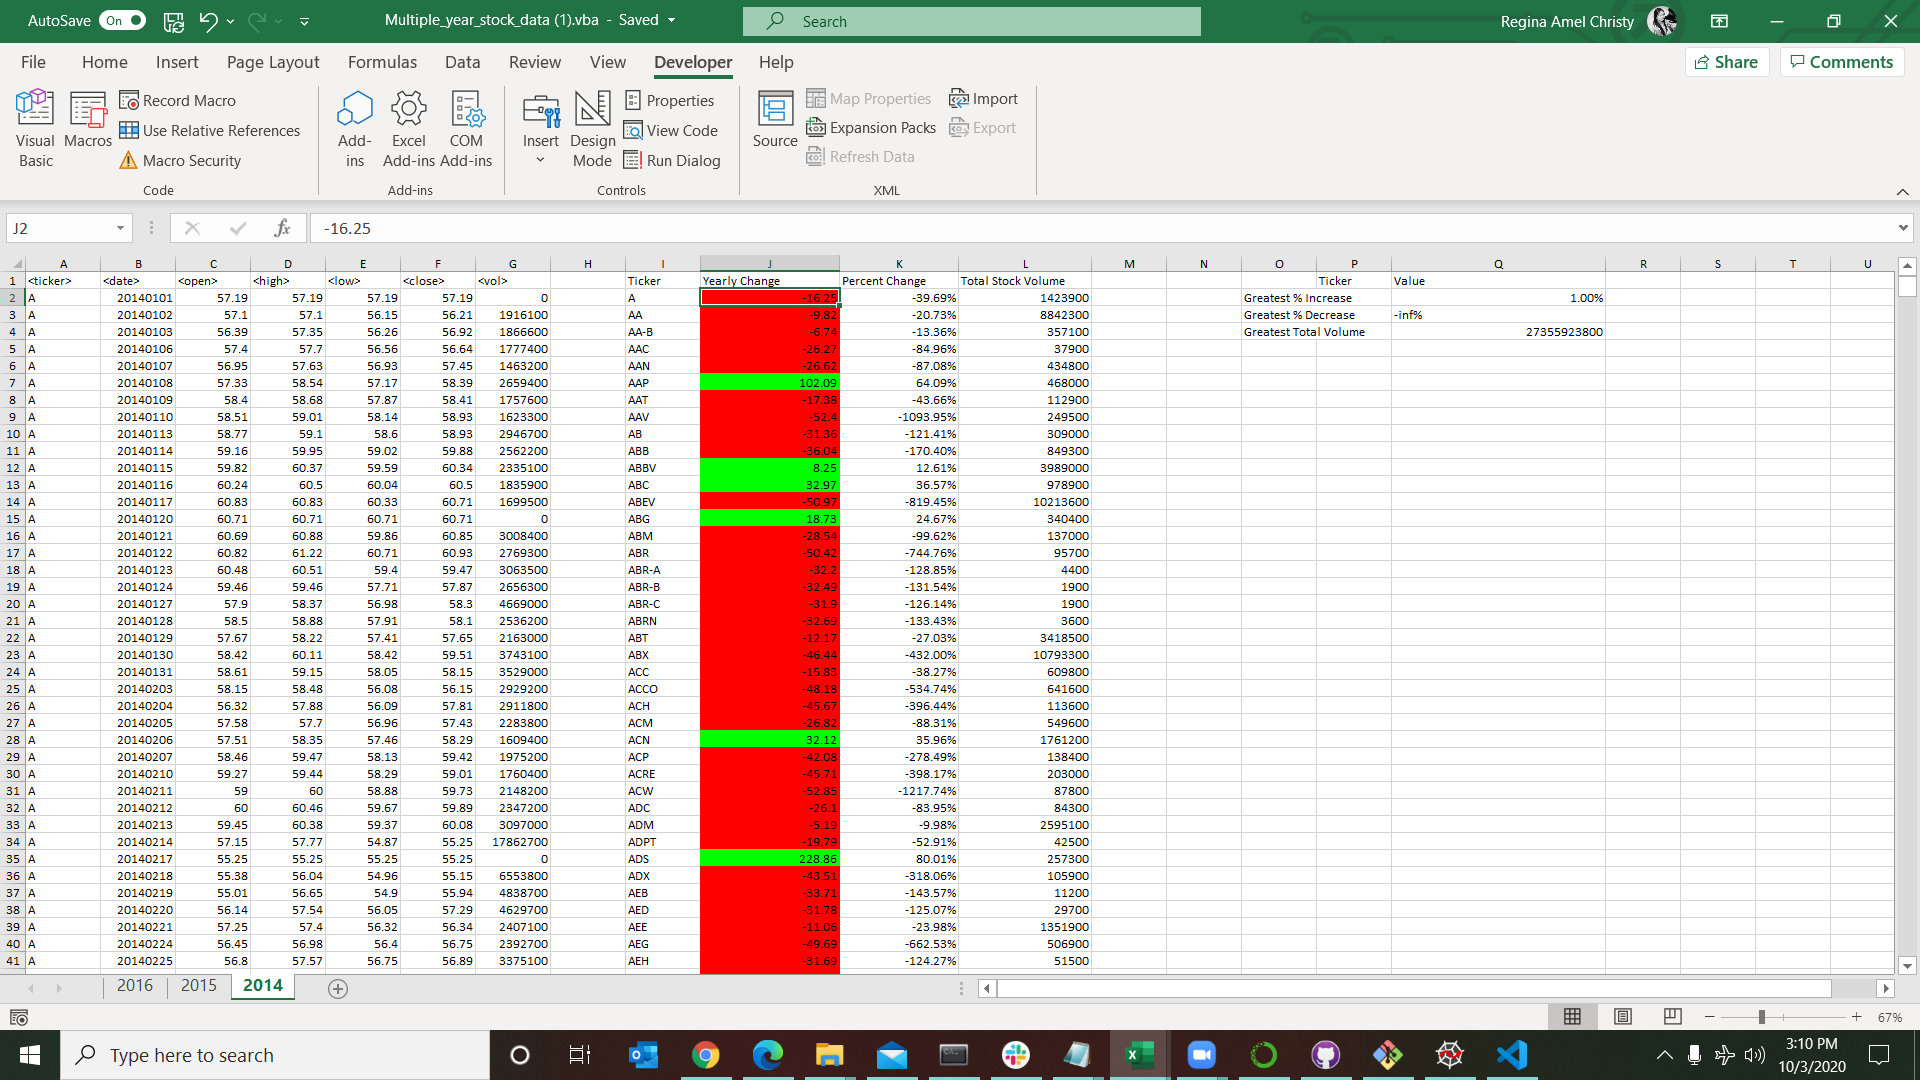 AutoSave On Multiple_year_stock_data (1).vba - Saved Search Regina Amel Christy
File Home Insert Page Layout Formulas Data Review View Developer Help Share Comments
Visual Basic Macros Record Macro Use Relative References Macro Security Code
Add-ins Excel Add-ins COM Add-ins Add-ins
Insert Design Mode Properties View Code Run Dialog Controls
Source Map Properties Expansion Packs Refresh Data Import Export XML
J2 fx -16.25
A B C D E F G H I J K L M N O P Q R S T U
1 <ticker> <date> <open> <high> <low> <close> <vol> Ticker Yearly Change Percent Change Total Stock Volume Ticker Value
2 A 20140101 57.19 57.19 57.19 57.19 0 A -16.25 -39.69% 1423900 Greatest % Increase 1.00%
3 A 20140102 57.1 57.1 56.15 56.21 1916100 AA -9.82 -20.73% 8842300 Greatest % Decrease -inf%
4 A 20140103 56.39 57.35 56.26 56.92 1866600 AA-B -6.74 -13.36% 357100 Greatest Total Volume 27355923800
5 A 20140106 57.4 57.7 56.56 56.64 1777400 AAC -26.27 -84.96% 37900
6 A 20140107 56.95 57.63 56.93 57.45 1463200 AAN -26.62 -87.08% 434800
7 A 20140108 57.33 58.54 57.17 58.39 2659400 AAP 102.09 64.09% 468000
8 A 20140109 58.4 58.68 57.87 58.41 1757600 AAT -17.38 -43.66% 112900
9 A 20140110 58.51 59.01 58.14 58.93 1623300 AAV -52.4 -1093.95% 249500
10 A 20140113 58.77 59.1 58.6 58.93 2946700 AB -31.36 -121.41% 309000
11 A 20140114 59.16 59.95 59.02 59.88 2562200 ABB -36.04 -170.40% 849300
12 A 20140115 59.82 60.37 59.59 60.34 2335100 ABBV 8.25 12.61% 3989000
13 A 20140116 60.24 60.5 60.04 60.5 1835900 ABC 32.97 36.57% 978900
14 A 20140117 60.83 60.83 60.33 60.71 1699500 ABEV -50.97 -819.45% 10213600
15 A 20140120 60.71 60.71 60.71 60.71 0 ABG 18.73 24.67% 340400
16 A 20140121 60.69 60.88 59.86 60.85 3008400 ABM -28.54 -99.62% 137000
17 A 20140122 60.82 61.22 60.71 60.93 2769300 ABR -50.42 -744.76% 95700
18 A 20140123 60.48 60.51 59.4 59.47 3063500 ABR-A -32.2 -128.85% 4400
19 A 20140124 59.46 59.46 57.71 57.87 2656300 ABR-B -32.49 -131.54% 1900
20 A 20140127 57.9 58.37 56.98 58.3 4669000 ABR-C -31.9 -126.14% 1900
21 A 20140128 58.5 58.88 57.91 58.1 2536200 ABRN -32.69 -133.43% 3600
22 A 20140129 57.67 58.22 57.41 57.65 2163000 ABT -12.17 -27.03% 3418500
23 A 20140130 58.42 60.11 58.42 59.51 3743100 ABX -46.44 -432.00% 10793300
24 A 20140131 58.61 59.15 58.05 58.15 3529000 ACC -15.83 -38.27% 609800
25 A 20140203 58.15 58.48 56.08 56.15 2929200 ACCO -48.18 -534.74% 641600
26 A 20140204 56.32 57.88 56.09 57.81 2911800 ACH -45.67 -396.44% 113600
27 A 20140205 57.58 57.7 56.96 57.43 2283800 ACM -26.82 -88.31% 549600
28 A 20140206 57.51 58.35 57.46 58.29 1609400 ACN 32.12 35.96% 1761200
29 A 20140207 58.46 59.47 58.13 59.42 1975200 ACP -42.08 -278.49% 138400
30 A 20140210 59.27 59.44 58.29 59.01 1760400 ACRE -45.71 -398.17% 203000
31 A 20140211 59 60 58.88 59.73 2148200 ACW -52.85 -1217.74% 87800
32 A 20140212 60 60.46 59.67 59.89 2347200 ADC -26.1 -83.95% 84300
33 A 20140213 59.45 60.38 59.37 60.08 3097000 ADM -5.19 -9.98% 2595100
34 A 20140214 57.15 57.77 54.87 55.25 17862700 ADPT -19.79 -52.91% 42500
35 A 20140217 55.25 55.25 55.25 55.25 0 ADS 228.86 80.01% 257300
36 A 20140218 55.38 56.04 54.96 55.15 6553800 ADX -43.51 -318.06% 105900
37 A 20140219 55.01 56.65 54.9 55.94 4838700 AEB -33.71 -143.57% 11200
38 A 20140220 56.14 57.54 56.05 57.29 4629700 AED -31.78 -125.07% 29700
39 A 20140221 57.25 57.4 56.32 56.34 2407100 AEE -11.06 -23.98% 1351900
40 A 20140224 56.45 56.98 56.4 56.75 2392700 AEG -49.69 -662.53% 506900
41 A 20140225 56.8 57.57 56.75 56.89 3375100 AEH -31.69 -124.27% 51500
2016 2015 2014
67%
Type here to search 3:10 PM
10/3/2020